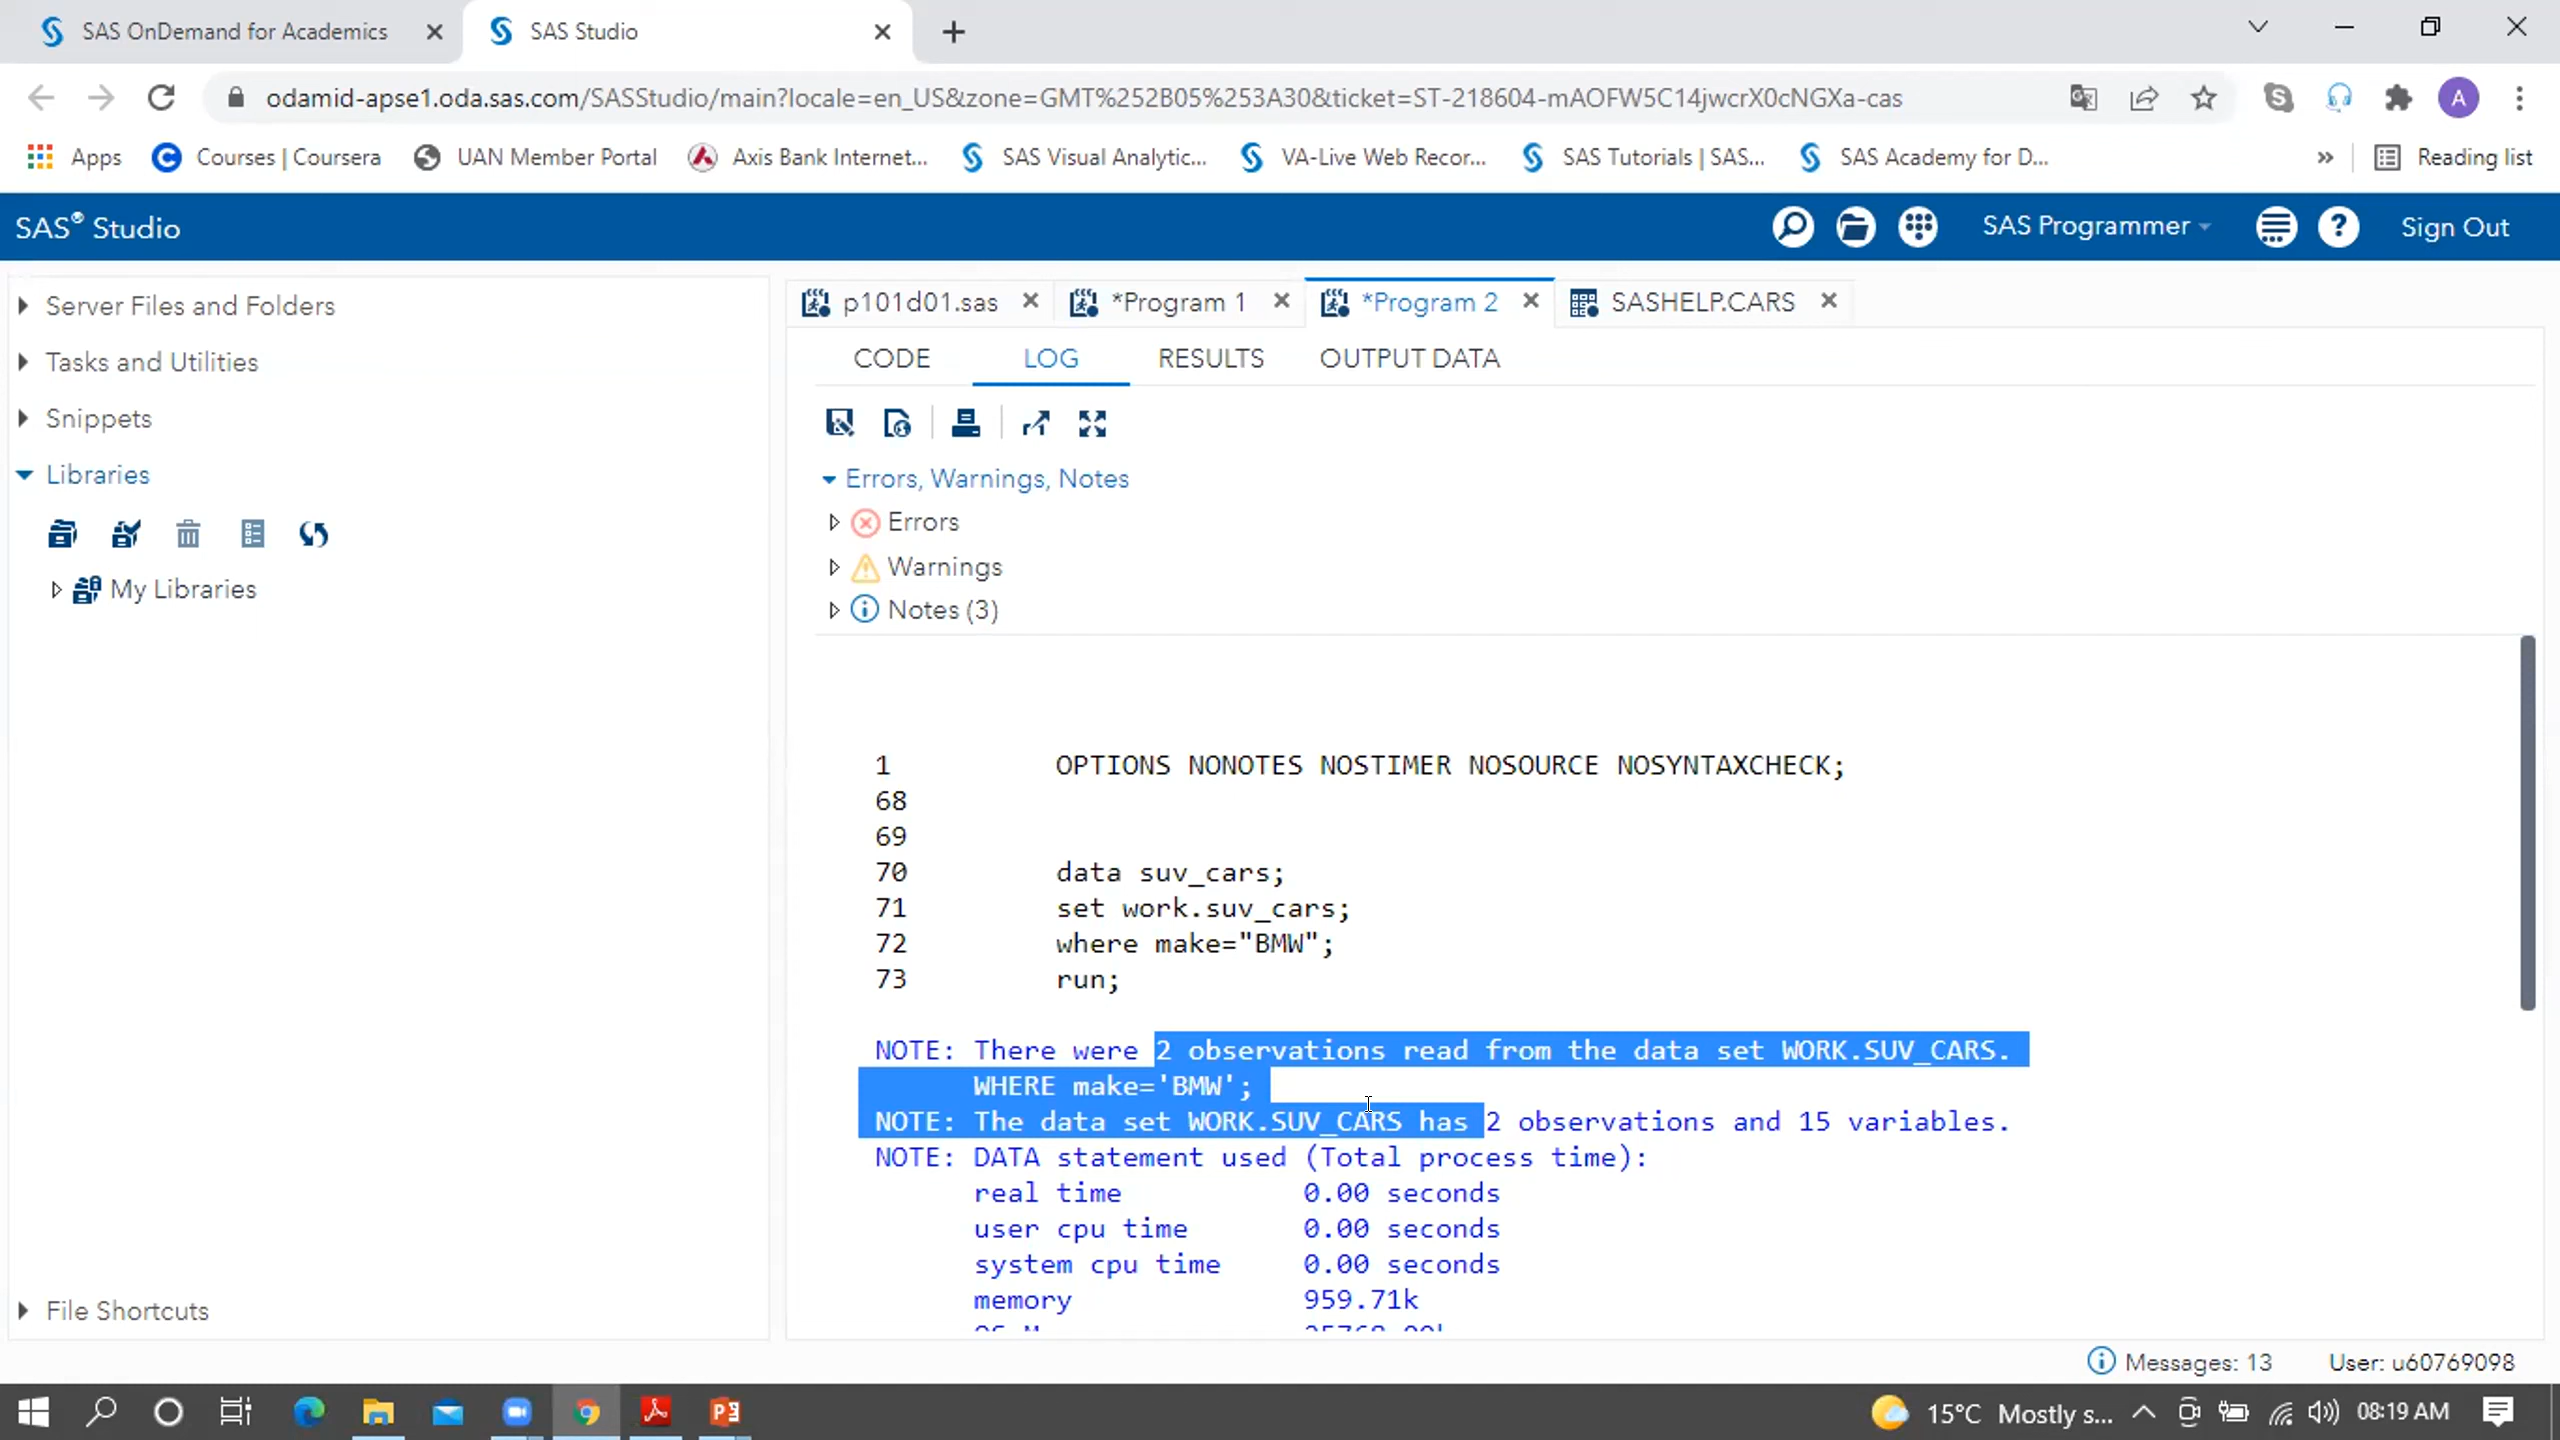 SAS OnDemand for Academics
SAS Studio
odamid-apse1.oda.sas.com/SASStudio/main?locale=en_US&zone=GMT%252B05%253A30&ticket=ST-218604-mAOFW5C14jwcrX0cNGXa-cas
A
Apps
Courses | Coursera
UAN Member Portal
Axis Bank Internet...
SAS Visual Analytic...
VA-Live Web Recor...
SAS Tutorials | SAS...
SAS Academy for D...
Reading list
SAS® Studio
SAS Programmer
Sign Out
Server Files and Folders
Tasks and Utilities
Snippets
Libraries
My Libraries
File Shortcuts
p101d01.sas
*Program 1
*Program 2
SASHELP.CARS
CODE
LOG
RESULTS
OUTPUT DATA
Errors, Warnings, Notes
Errors
Warnings
Notes (3)
1 OPTIONS NONOTES NOSTIMER NOSOURCE NOSYNTAXCHECK;
68
69
70 data suv_cars;
71 set work.suv_cars;
72 where make="BMW";
73 run;
NOTE: There were 2 observations read from the data set WORK.SUV_CARS.
WHERE make='BMW';
NOTE: The data set WORK.SUV_CARS has 2 observations and 15 variables.
NOTE: DATA statement used (Total process time):
real time 0.00 seconds
user cpu time 0.00 seconds
system cpu time 0.00 seconds
memory 959.71k
Messages: 13
User: u60769098
15°C Mostly s...
08:19 AM